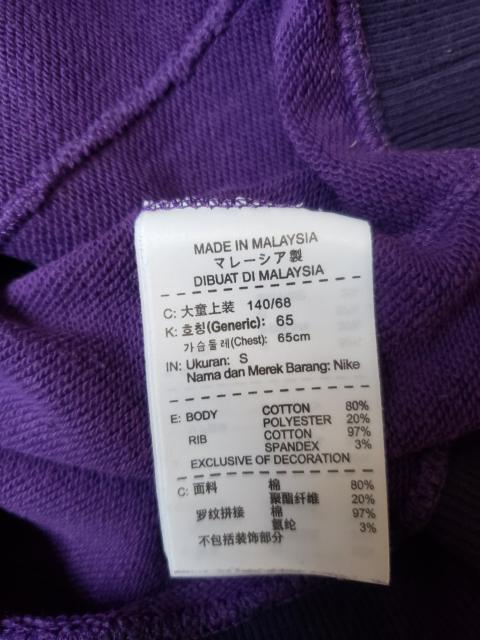 MADE IN MALAYSIA
マレーシア製
DIBUAT DI MALAYSIA
C: 大童上装 140/68
K: 호칭(Generic): 65
가슴둘레(Chest): 65cm
IN: Ukuran: S
Nama dan Merek Barang: Nike
E: BODY COTTON 80%
POLYESTER 20%
RIB COTTON 97%
SPANDEX 3%
EXCLUSIVE OF DECORATION
C: 面料 棉 80%
聚酯纤维 20%
罗纹拼接 棉 97%
氨纶 3%
不包括装饰部分